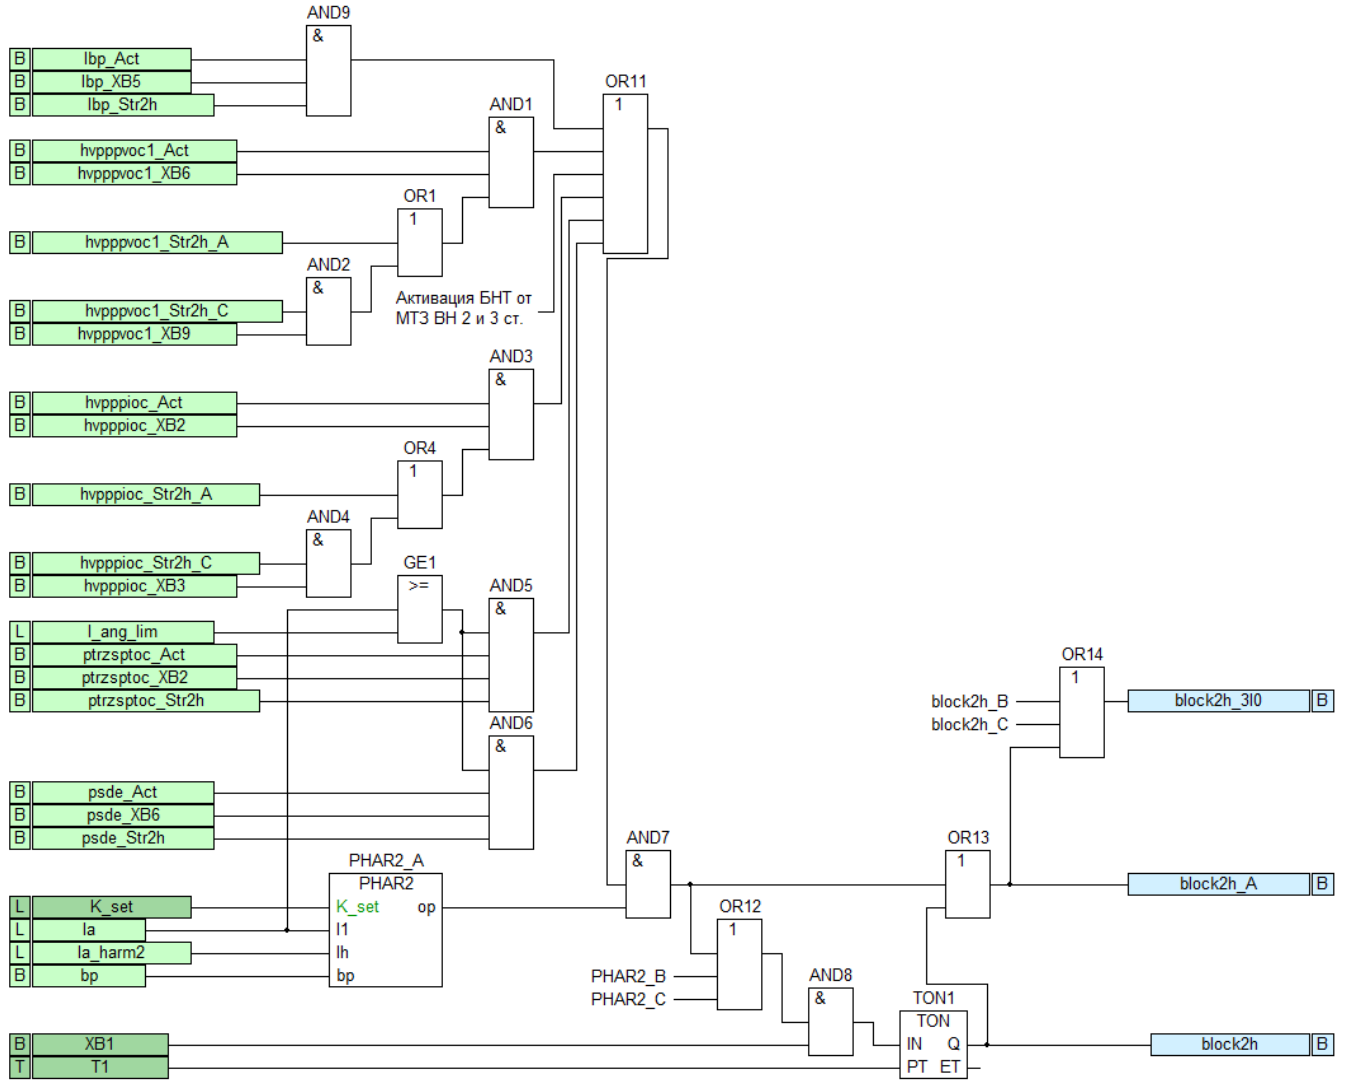 AND9
&
B lbp_Act
B lbp_XB5
B lbp_Str2h
OR11
1
AND1
&
B hvpppvoc1_Act
B hvpppvoc1_XB6
OR1
1
B hvpppvoc1_Str2h_A
AND2
&
B hvpppvoc1_Str2h_C
B hvpppvoc1_XB9
Активация БНТ от
МТЗ ВН 2 и 3 ст.
AND3
&
B hvpppioc_Act
B hvpppioc_XB2
OR4
1
B hvpppioc_Str2h_A
AND4
&
B hvpppioc_Str2h_C
B hvpppioc_XB3
GE1
>=
AND5
&
L I_ang_lim
B ptrzsptoc_Act
B ptrzsptoc_XB2
B ptrzsptoc_Str2h
AND6
&
B psde_Act
B psde_XB6
B psde_Str2h
OR14
1
block2h_B
block2h_C
block2h_3I0 B
PHAR2_A
PHAR2
K_set op
I1
Ih
bp
L K_set
L Ia
L Ia_harm2
B bp
AND7
&
OR13
1
block2h_A B
OR12
1
PHAR2_B
PHAR2_C
AND8
&
TON1
TON
IN Q
PT ET
B XB1
T T1
block2h B